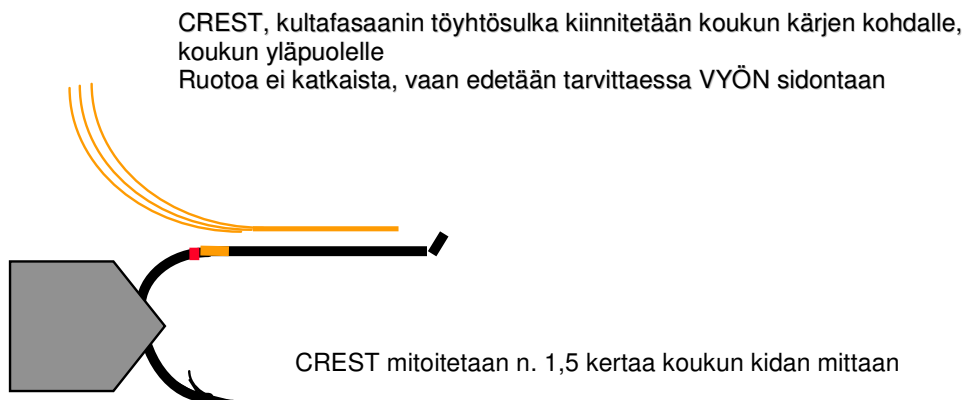 CREST, kultafasaanin töyhtösulka kiinnitetään koukun kärjen kohdalle,
koukun yläpuolelle
Ruotoa ei katkaista, vaan edetään tarvittaessa VYÖN sidontaan
CREST mitoitetaan n. 1,5 kertaa koukun kidan mittaan